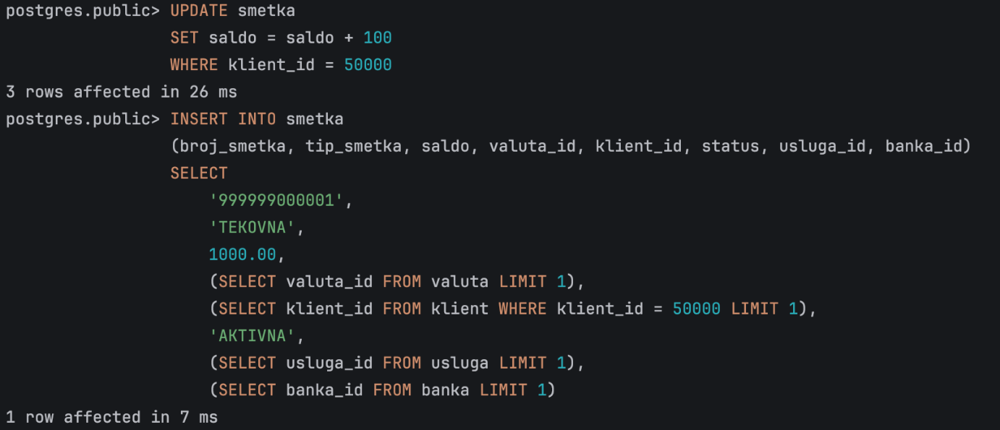 postgres.public> UPDATE smetka
SET saldo = saldo + 100
WHERE klient_id = 50000
3 rows affected in 26 ms
postgres.public> INSERT INTO smetka
(broj_smetka, tip_smetka, saldo, valuta_id, klient_id, status, usluga_id, banka_id)
SELECT
'999999000001',
'TEKOVNA',
1000.00,
(SELECT valuta_id FROM valuta LIMIT 1),
(SELECT klient_id FROM klient WHERE klient_id = 50000 LIMIT 1),
'AKTIVNA',
(SELECT usluga_id FROM usluga LIMIT 1),
(SELECT banka_id FROM banka LIMIT 1)
1 row affected in 7 ms